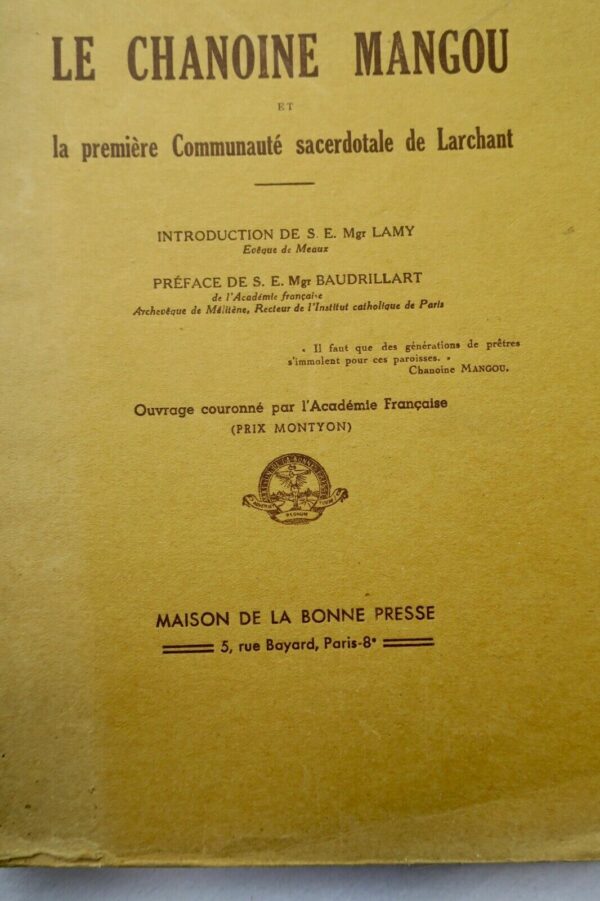 LE CHANOINE MANGOU
ET
la première Communauté sacerdotale de Larchant
INTRODUCTION DE S. E. Mgr LAMY
Evêque de Meaux
PRÉFACE DE S. E. Mgr BAUDRILLART
de l'Académie française
Archevêque de Mélitène, Recteur de l'Institut catholique de Paris
« Il faut que des générations de prêtres
s'immolent pour ces paroisses. »
Chanoine MANGOU.
Ouvrage couronné par l'Académie Française
(PRIX MONTYON)
MAISON DE LA BONNE PRESSE
5, rue Bayard, Paris-8e